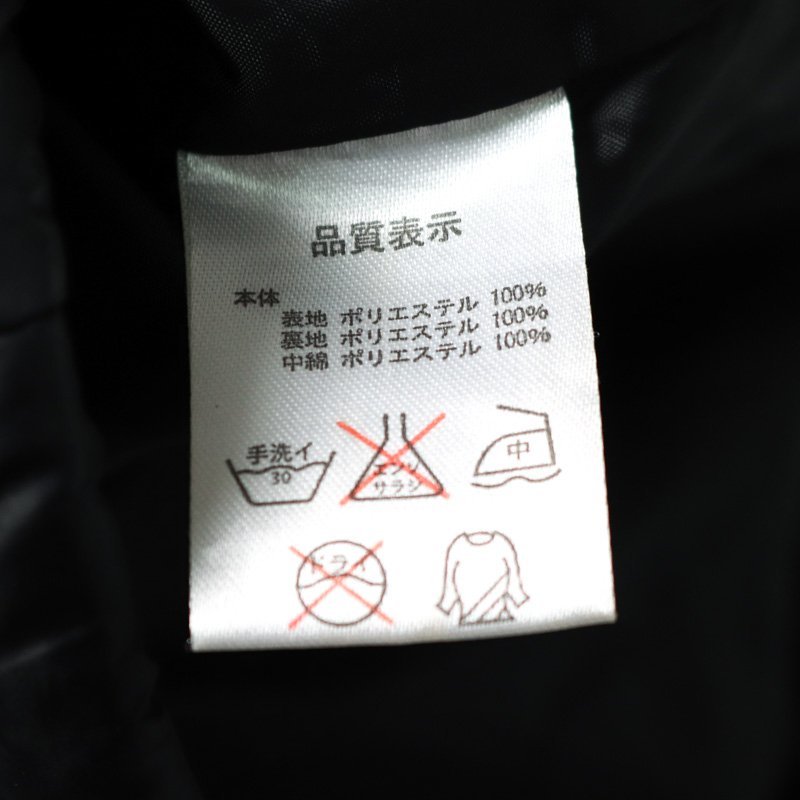 品質表示
本体
表地 ポリエステル 100%
裏地 ポリエステル 100%
中綿 ポリエステル 100%
手洗イ
30
エンソ
サラシ
中
ドライ